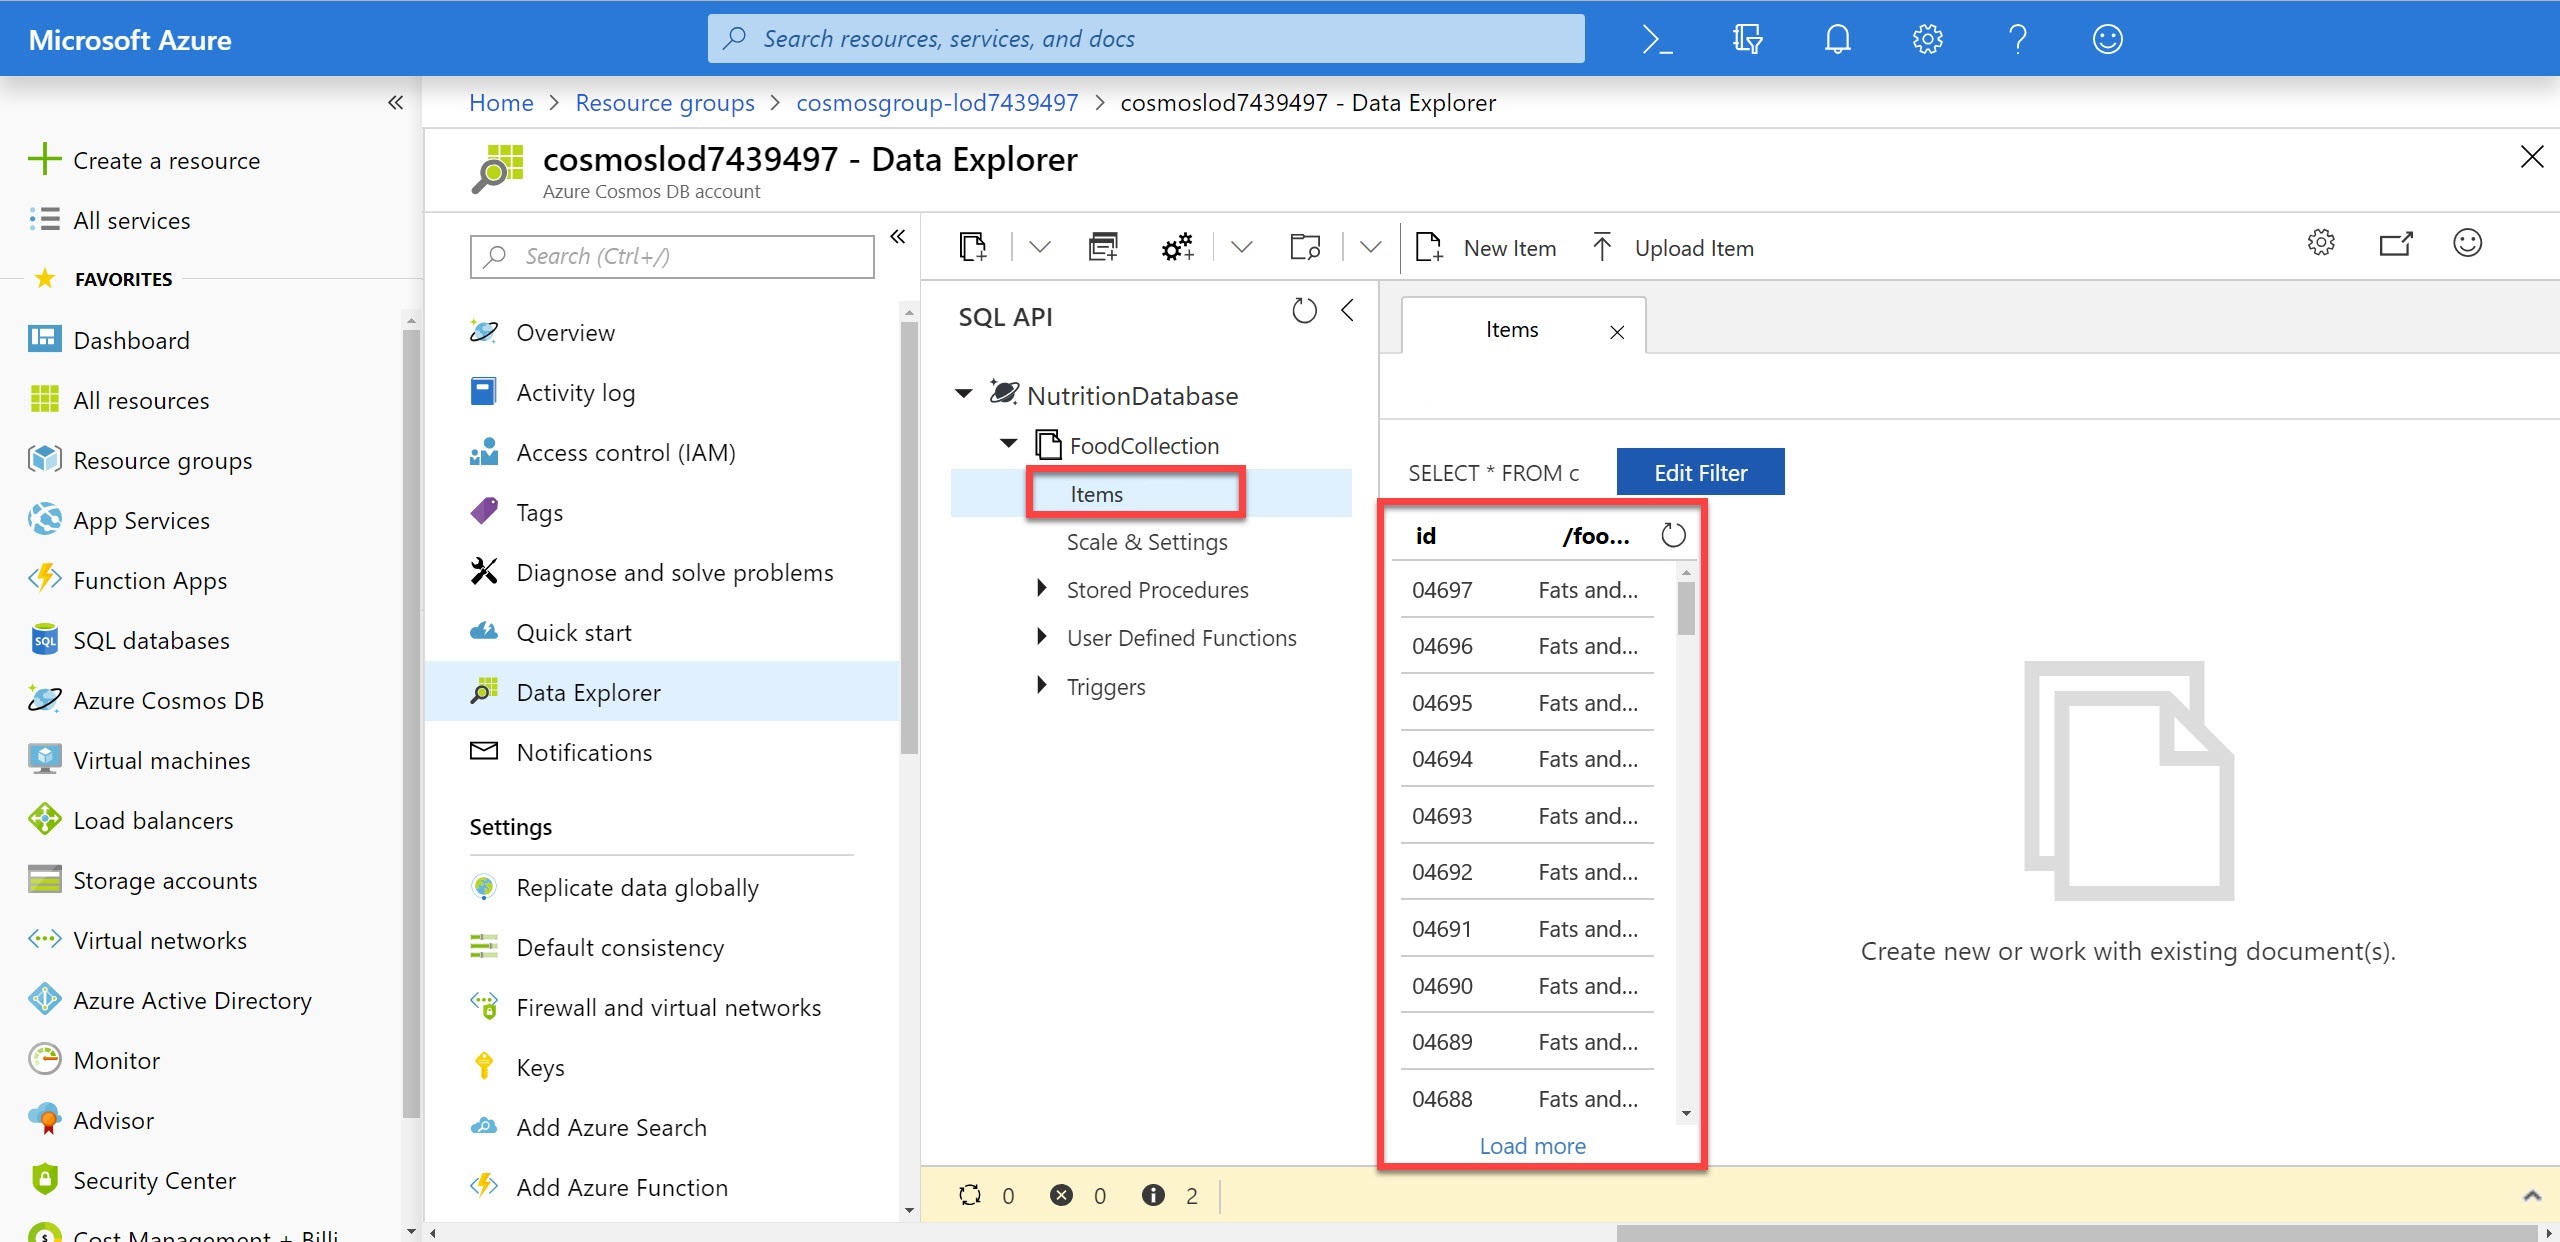 Microsoft Azure
Search resources, services, and docs
Home > Resource groups > cosmosgroup-lod7439497 > cosmoslod7439497 - Data Explorer
Create a resource
All services
FAVORITES
Dashboard
All resources
Resource groups
App Services
Function Apps
SQL databases
Azure Cosmos DB
Virtual machines
Load balancers
Storage accounts
Virtual networks
Azure Active Directory
Monitor
Advisor
Security Center
Cost Management + Billi
cosmoslod7439497 - Data Explorer
Azure Cosmos DB account
Search (Ctrl+/)
Overview
Activity log
Access control (IAM)
Tags
Diagnose and solve problems
Quick start
Data Explorer
Notifications
Settings
Replicate data globally
Default consistency
Firewall and virtual networks
Keys
Add Azure Search
Add Azure Function
New Item
Upload Item
SQL API
NutritionDatabase
FoodCollection
Items
Scale & Settings
Stored Procedures
User Defined Functions
Triggers
Items
SELECT * FROM c
Edit Filter
id /foo...
04697 Fats and...
04696 Fats and...
04695 Fats and...
04694 Fats and...
04693 Fats and...
04692 Fats and...
04691 Fats and...
04690 Fats and...
04689 Fats and...
04688 Fats and...
Load more
Create new or work with existing document(s).
0 0 2